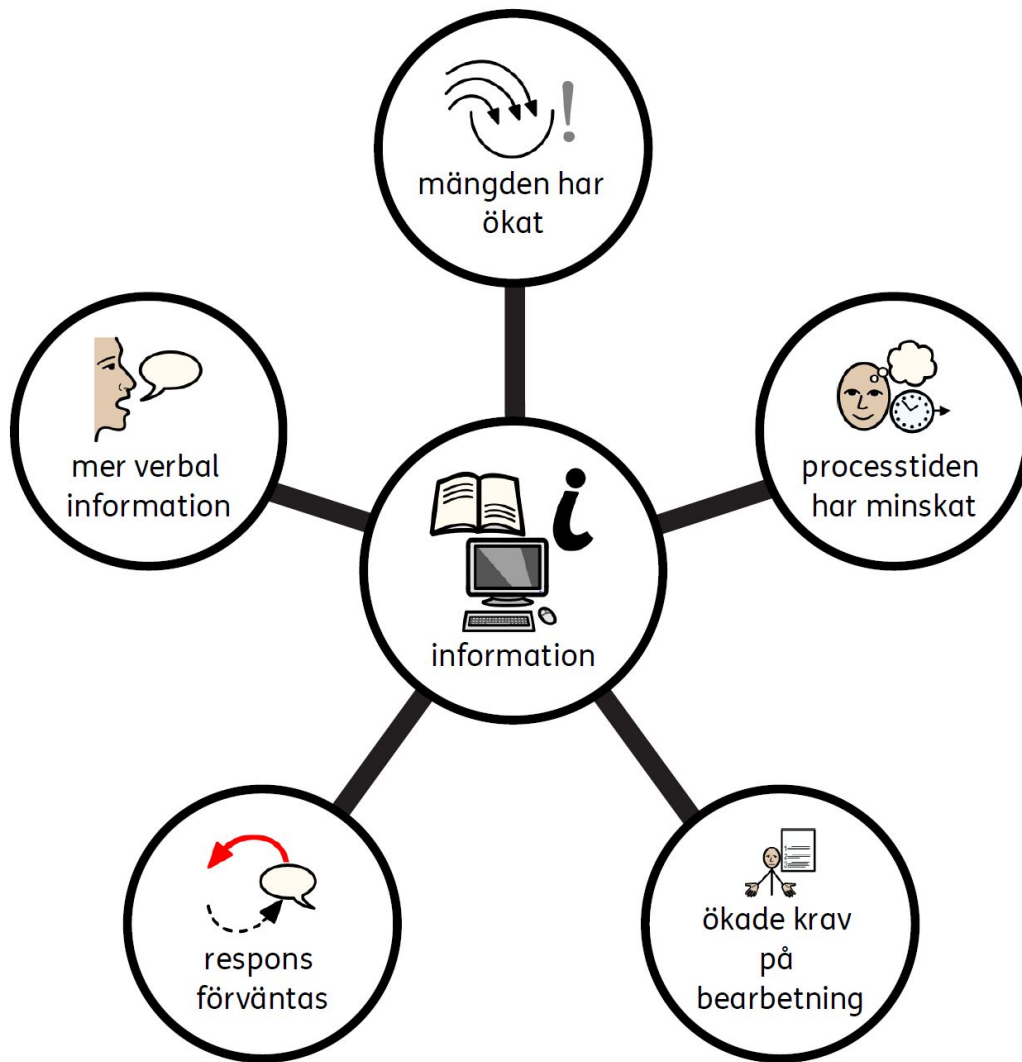 mängden har
ökat
mer verbal
information
processtiden
har minskat
information
respons
förväntas
ökade krav
på
bearbetning